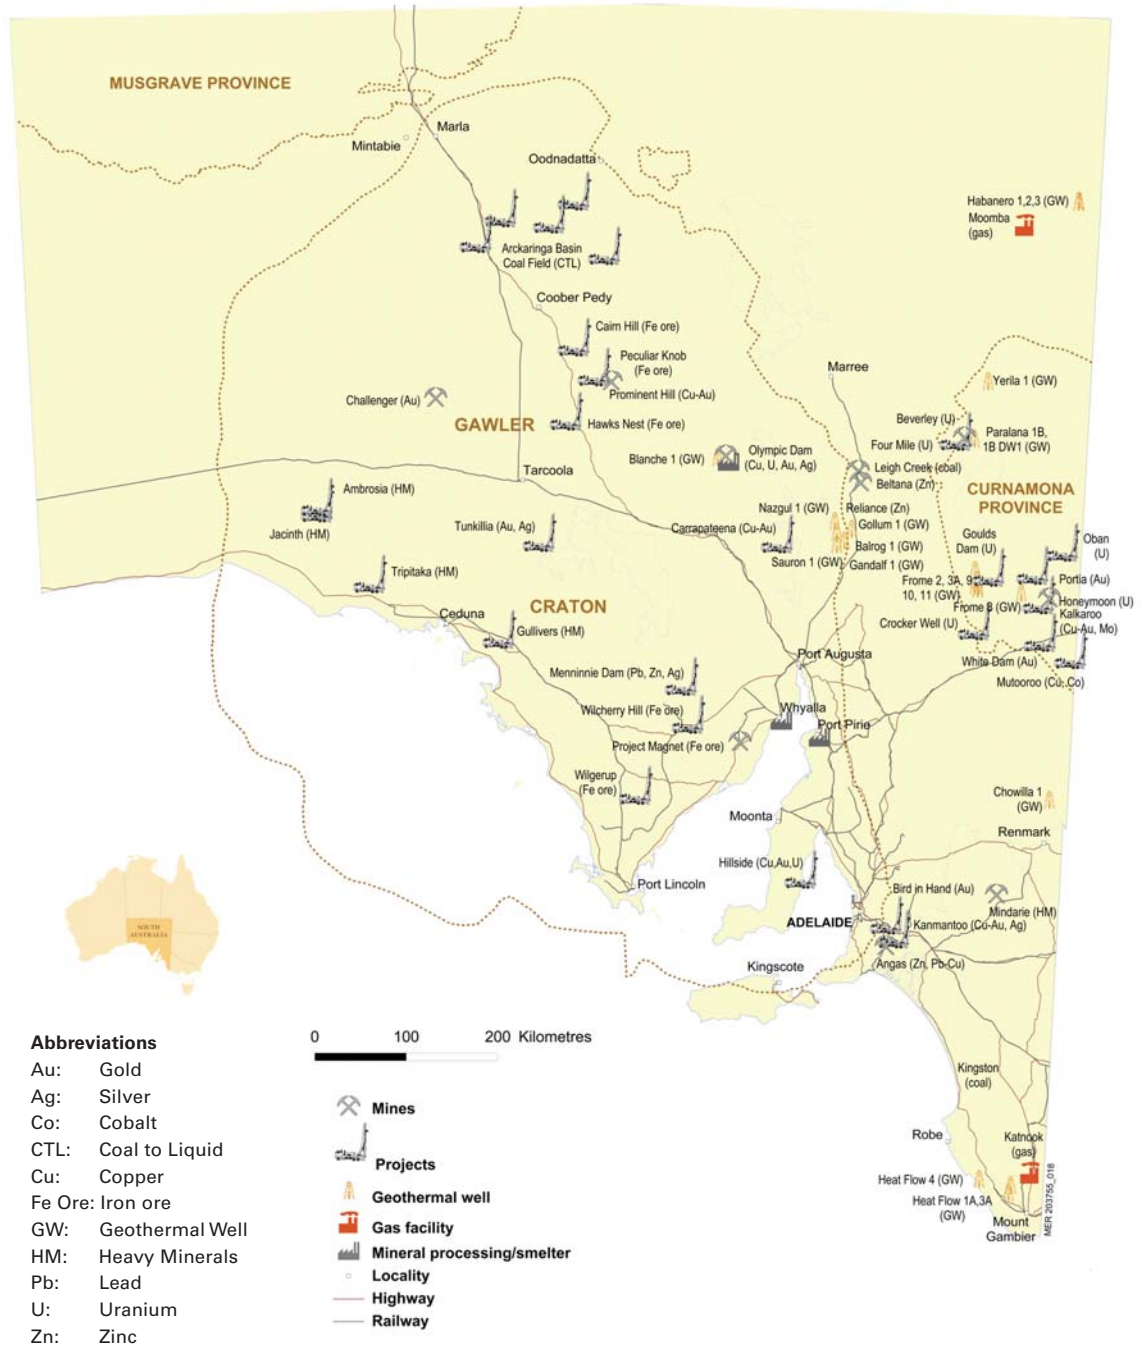 MUSGRAVE PROVINCE
Marla
Mintabie
Oodnadatta
Habanero 1,2,3 (GW)
Moomba
(gas)
Arckaringa Basin
Coal Field (CTL)
Coober Pedy
Cairn Hill (Fe ore)
Peculiar Knob
(Fe ore)
Prominent Hill (Cu-Au)
Marree
Yerila 1 (GW)
Challenger (Au)
GAWLER
Hawks Nest (Fe ore)
Beverley (U)
Four Mile (U)
Paralana 1B,
1B DW1 (GW)
Blanche 1 (GW)
Olympic Dam
(Cu, U, Au, Ag)
Leigh Creek (coal)
Beltana (Zn)
Tarcoola
CURNAMONA
PROVINCE
Ambrosia (HM)
Jacinth (HM)
Tunkillia (Au, Ag)
Nazgul 1 (GW)
Reliance (Zn)
Carrapateena (Cu-Au)
Gollum 1 (GW)
Balrog 1 (GW)
Sauron 1 (GW)
Gandalf 1 (GW)
Goulds
Dam (U)
Oban
(U)
Tripitaka (HM)
Frome 2, 3A, 9
10, 11 (GW)
Portia (Au)
Frome 8 (GW)
Honeymoon (U)
Kalkaroo
(Cu-Au, Mo)
Ceduna
CRATON
Gullivers (HM)
Crocker Well (U)
Port Augusta
White Dam (Au)
Mutooroo (Cu, Co)
Menninnie Dam (Pb, Zn, Ag)
Wilcherry Hill (Fe ore)
Whyalla
Port Pirie
Project Magnet (Fe ore)
Wilgerup
(Fe ore)
Chowilla 1
(GW)
Moonta
Renmark
Hillside (Cu,Au,U)
Port Lincoln
Bird in Hand (Au)
Mindarie (HM)
ADELAIDE
Kanmantoo (Cu-Au, Ag)
Angas (Zn, Pb-Cu)
Kingscote
SOUTH
AUSTRALIA
Kingston
(coal)
Robe
Katnook
(gas)
Heat Flow 4 (GW)
Heat Flow 1A,3A
(GW)
Mount
Gambier
MER 203755_018
Abbreviations
Au: Gold
Ag: Silver
Co: Cobalt
CTL: Coal to Liquid
Cu: Copper
Fe Ore: Iron ore
GW: Geothermal Well
HM: Heavy Minerals
Pb: Lead
U: Uranium
Zn: Zinc
0 100 200 Kilometres
Mines
Projects
Geothermal well
Gas facility
Mineral processing/smelter
Locality
Highway
Railway